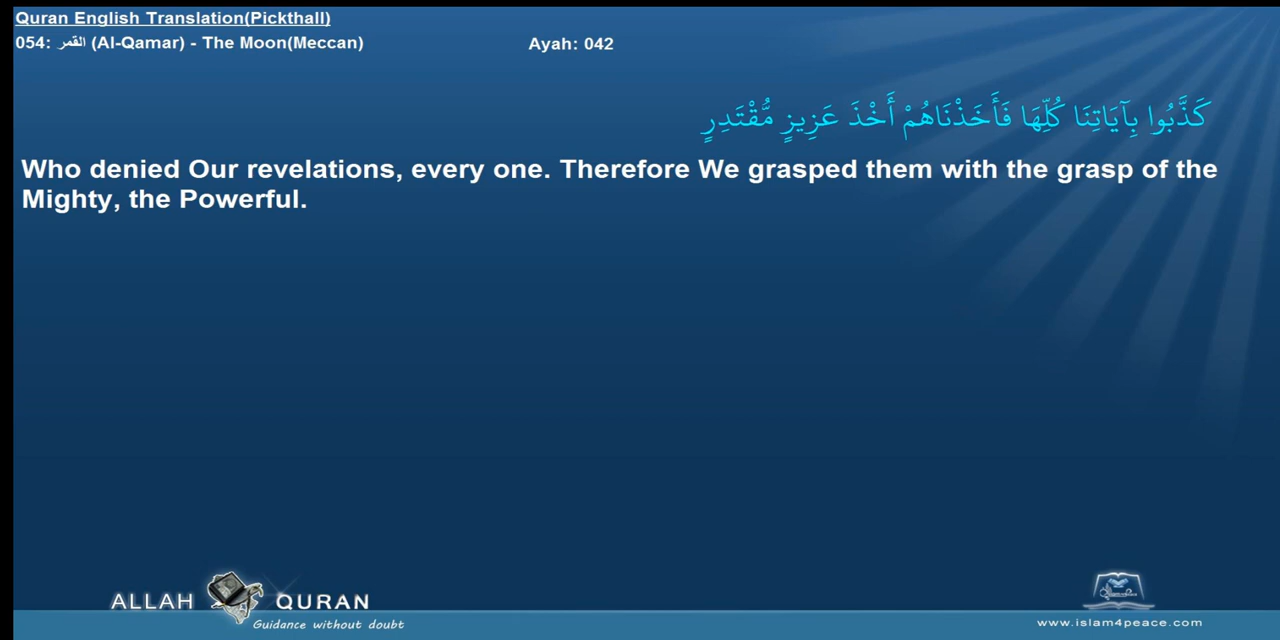 Quran English Translation(Pickthall)
054: القمر (Al-Qamar) - The Moon(Meccan) Ayah: 042
كَذَّبُوا بِآيَاتِنَا كُلِّهَا فَأَخَذْنَاهُمْ أَخْذَ عَزِيزٍ مُّقْتَدِرٍ
Who denied Our revelations, every one. Therefore We grasped them with the grasp of the
Mighty, the Powerful.
ALLAH QURAN
Guidance without doubt
www.islam4peace.com